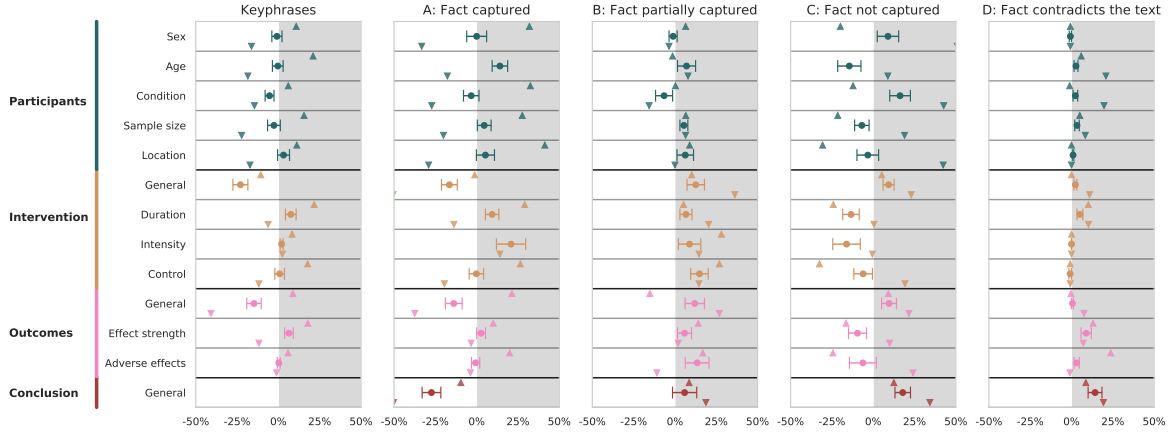 Keyphrases A: Fact captured B: Fact partially captured C: Fact not captured D: Fact contradicts the text
Participants
Sex
Age
Condition
Sample size
Location
Intervention
General
Duration
Intensity
Control
Outcomes
General
Effect strength
Adverse effects
Conclusion
General
-50% -25% 0% 25% 50% -50% -25% 0% 25% 50% -50% -25% 0% 25% 50% -50% -25% 0% 25% 50% -50% -25% 0% 25% 50%